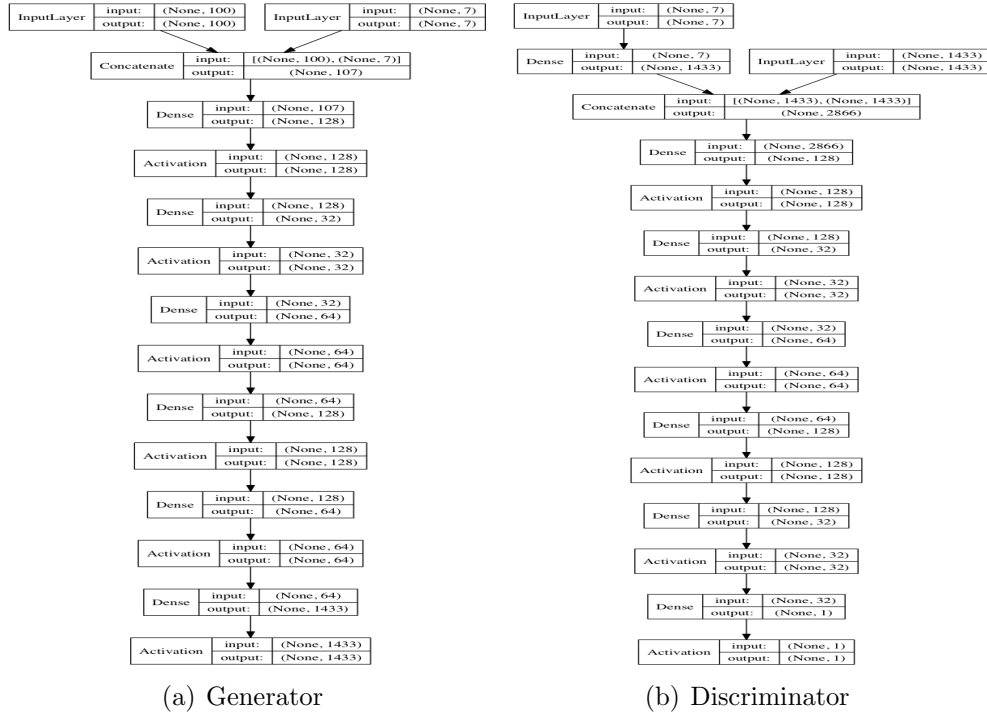 InputLayer input: (None, 100)
output: (None, 100)
InputLayer input: (None, 7)
output: (None, 7)
Concatenate input: [(None, 100), (None, 7)]
output: (None, 107)
Dense input: (None, 107)
output: (None, 128)
Activation input: (None, 128)
output: (None, 128)
Dense input: (None, 128)
output: (None, 32)
Activation input: (None, 32)
output: (None, 32)
Dense input: (None, 32)
output: (None, 64)
Activation input: (None, 64)
output: (None, 64)
Dense input: (None, 64)
output: (None, 128)
Activation input: (None, 128)
output: (None, 128)
Dense input: (None, 128)
output: (None, 64)
Activation input: (None, 64)
output: (None, 64)
Dense input: (None, 64)
output: (None, 1433)
Activation input: (None, 1433)
output: (None, 1433)
(a) Generator
InputLayer input: (None, 7)
output: (None, 7)
Dense input: (None, 7)
output: (None, 1433)
InputLayer input: (None, 1433)
output: (None, 1433)
Concatenate input: [(None, 1433), (None, 1433)]
output: (None, 2866)
Dense input: (None, 2866)
output: (None, 128)
Activation input: (None, 128)
output: (None, 128)
Dense input: (None, 128)
output: (None, 32)
Activation input: (None, 32)
output: (None, 32)
Dense input: (None, 32)
output: (None, 64)
Activation input: (None, 64)
output: (None, 64)
Dense input: (None, 64)
output: (None, 128)
Activation input: (None, 128)
output: (None, 128)
Dense input: (None, 128)
output: (None, 32)
Activation input: (None, 32)
output: (None, 32)
Dense input: (None, 32)
output: (None, 1)
Activation input: (None, 1)
output: (None, 1)
(b) Discriminator